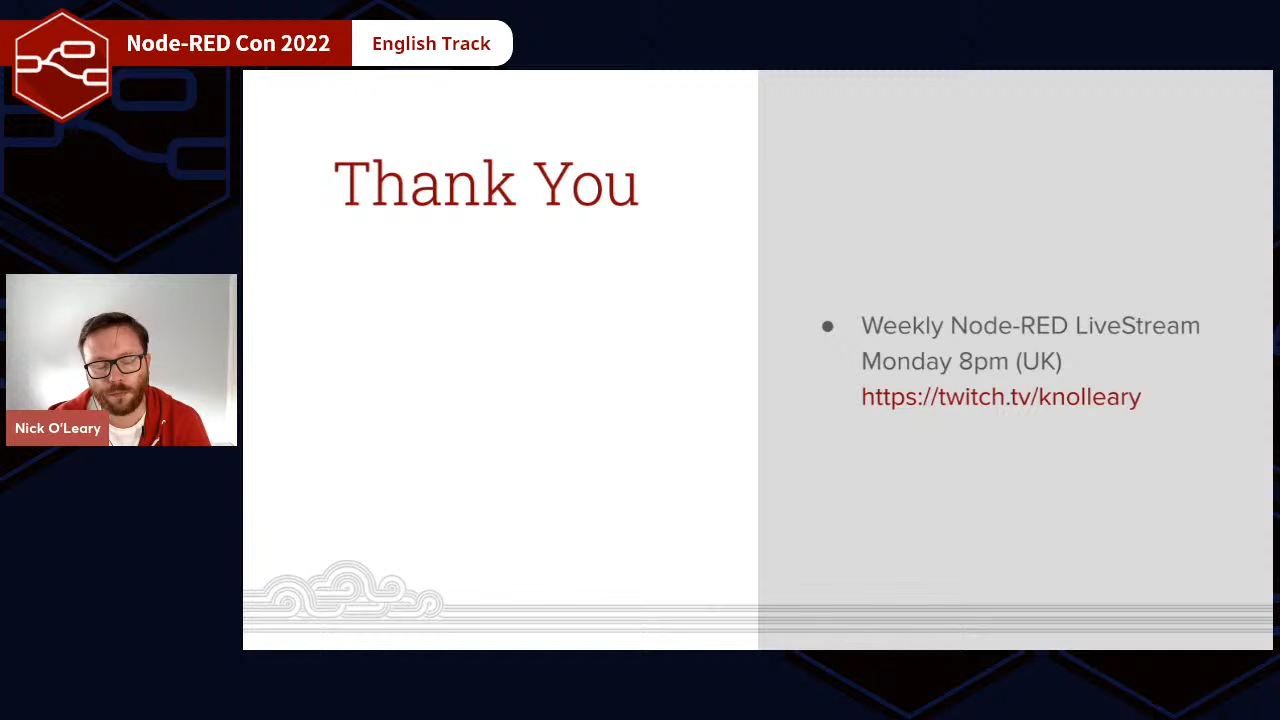 Node-RED Con 2022
English Track
Thank You
Nick O'Leary
● Weekly Node-RED LiveStream
Monday 8pm (UK)
https://twitch.tv/knolleary